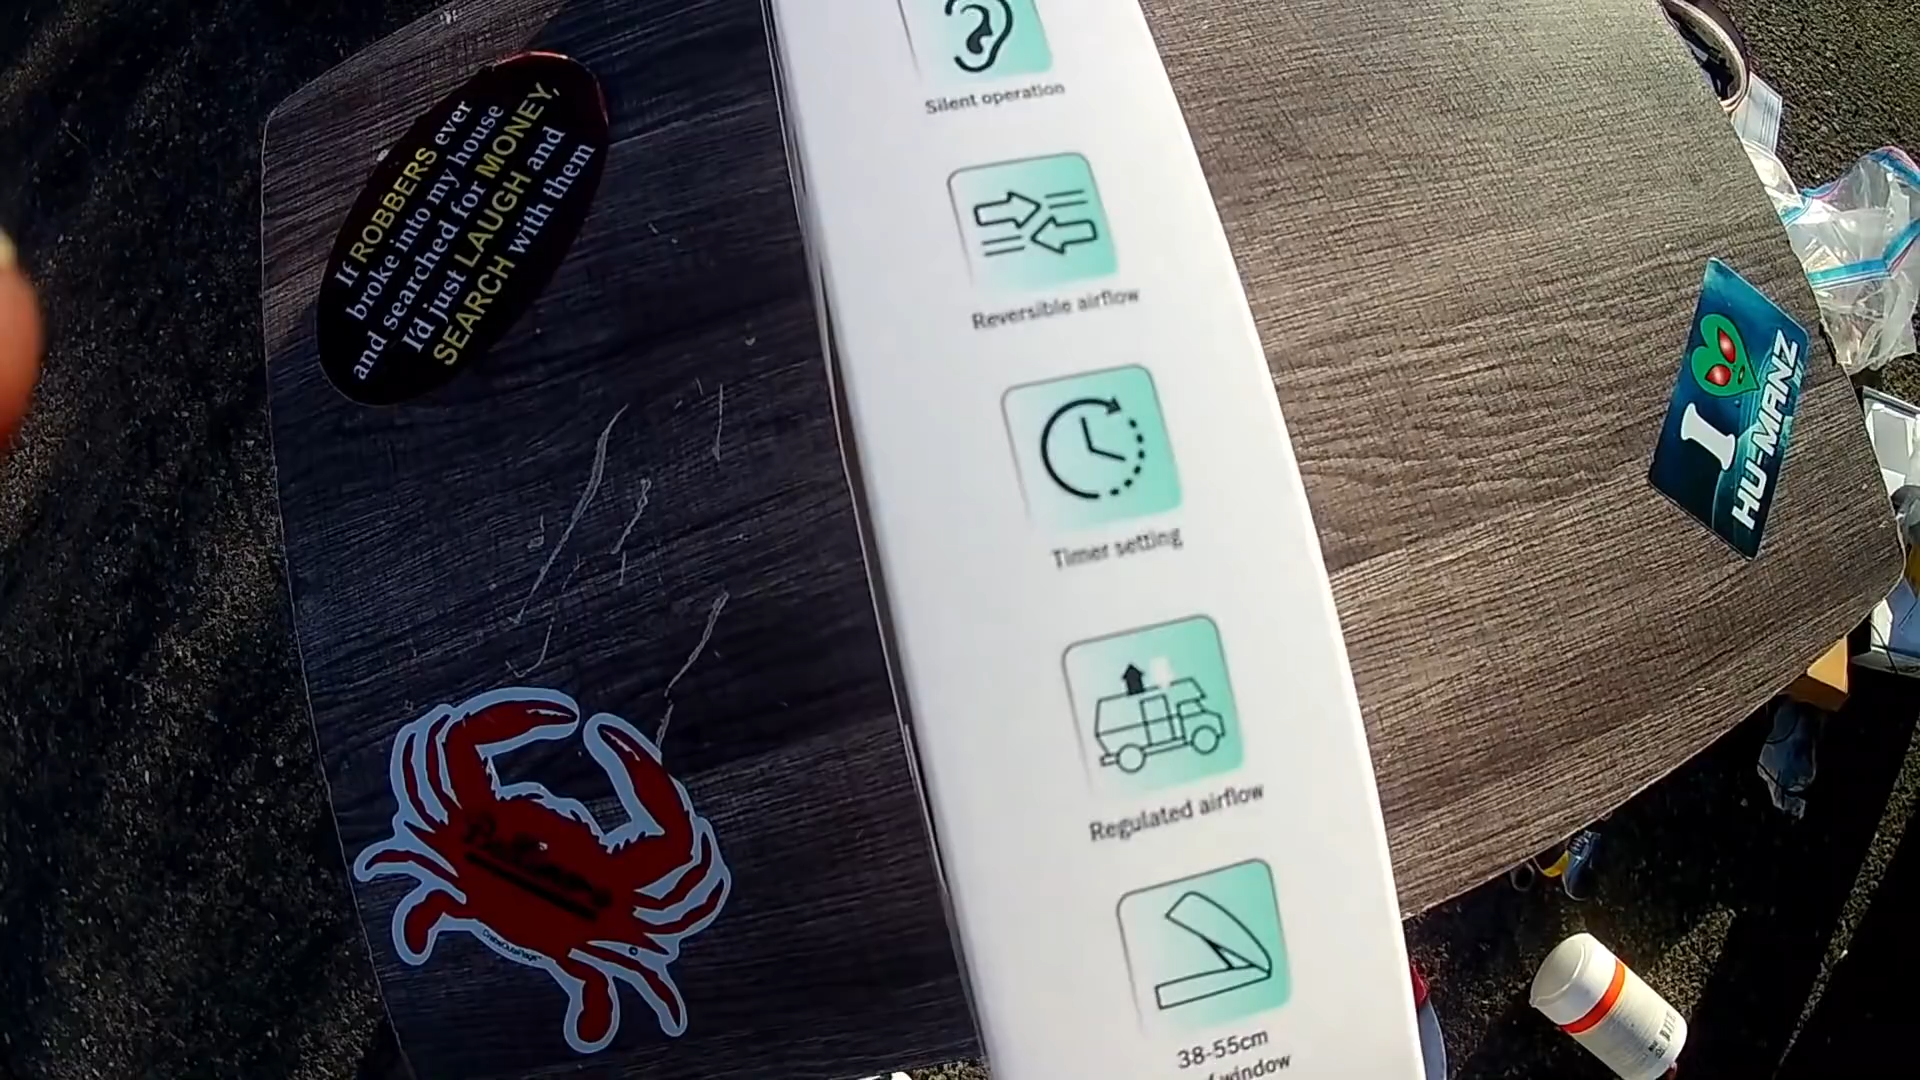 If ROBBERS ever
broke into my house
and searched for MONEY,
I'd just LAUGH and
SEARCH with them
Silent operation
Reversible airflow
Timer setting
Regulated airflow
38-55cm
window
I
HU-MANZ
Baltimore